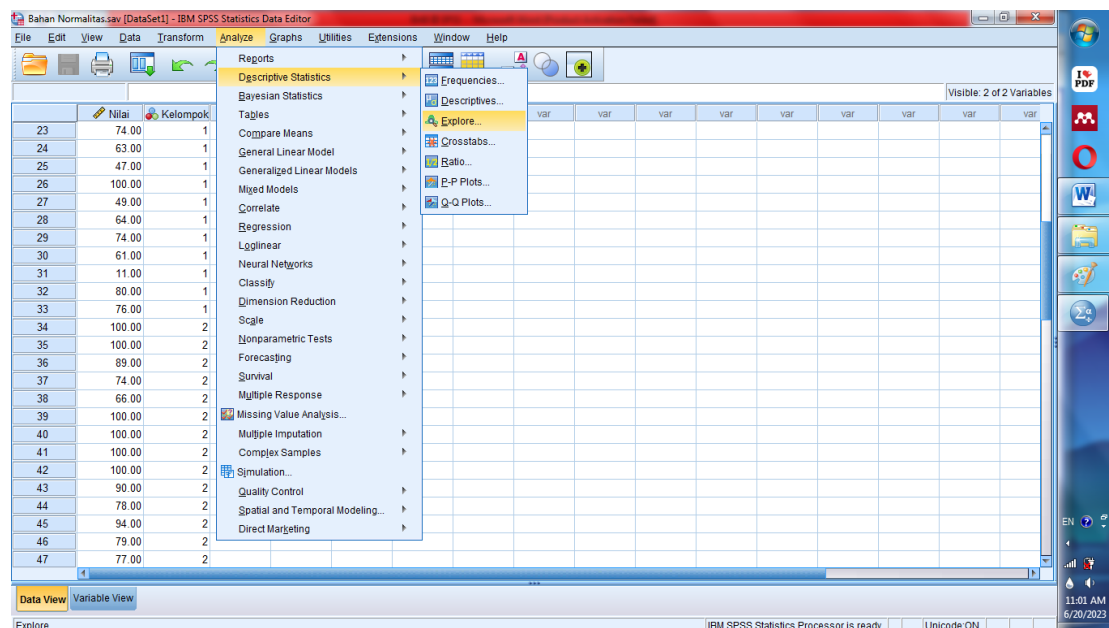 Bahan Normalitas.sav [DataSet1] - IBM SPSS Statistics Data Editor
File Edit View Data Transform Analyze Graphs Utilities Extensions Window Help
Visible: 2 of 2 Variables
Nilai Kelompok var var var var var var var var var
23 74.00 1
24 63.00 1
25 47.00 1
26 100.00 1
27 49.00 1
28 64.00 1
29 74.00 1
30 61.00 1
31 11.00 1
32 80.00 1
33 76.00 1
34 100.00 2
35 100.00 2
36 89.00 2
37 74.00 2
38 66.00 2
39 100.00 2
40 100.00 2
41 100.00 2
42 100.00 2
43 90.00 2
44 78.00 2
45 94.00 2
46 79.00 2
47 77.00 2
Reports
Descriptive Statistics
Bayesian Statistics
Tables
Compare Means
General Linear Model
Generalized Linear Models
Mixed Models
Correlate
Regression
Loglinear
Neural Networks
Classify
Dimension Reduction
Scale
Nonparametric Tests
Forecasting
Survival
Multiple Response
Missing Value Analysis...
Multiple Imputation
Complex Samples
Simulation...
Quality Control
Spatial and Temporal Modeling...
Direct Marketing
Frequencies...
Descriptives...
Explore...
Crosstabs...
Ratio...
P-P Plots...
Q-Q Plots...
Data View Variable View
Explore
IBM SPSS Statistics Processor is ready
Unicode:ON
I
PDF
W
EN
11:01 AM
6/20/2023